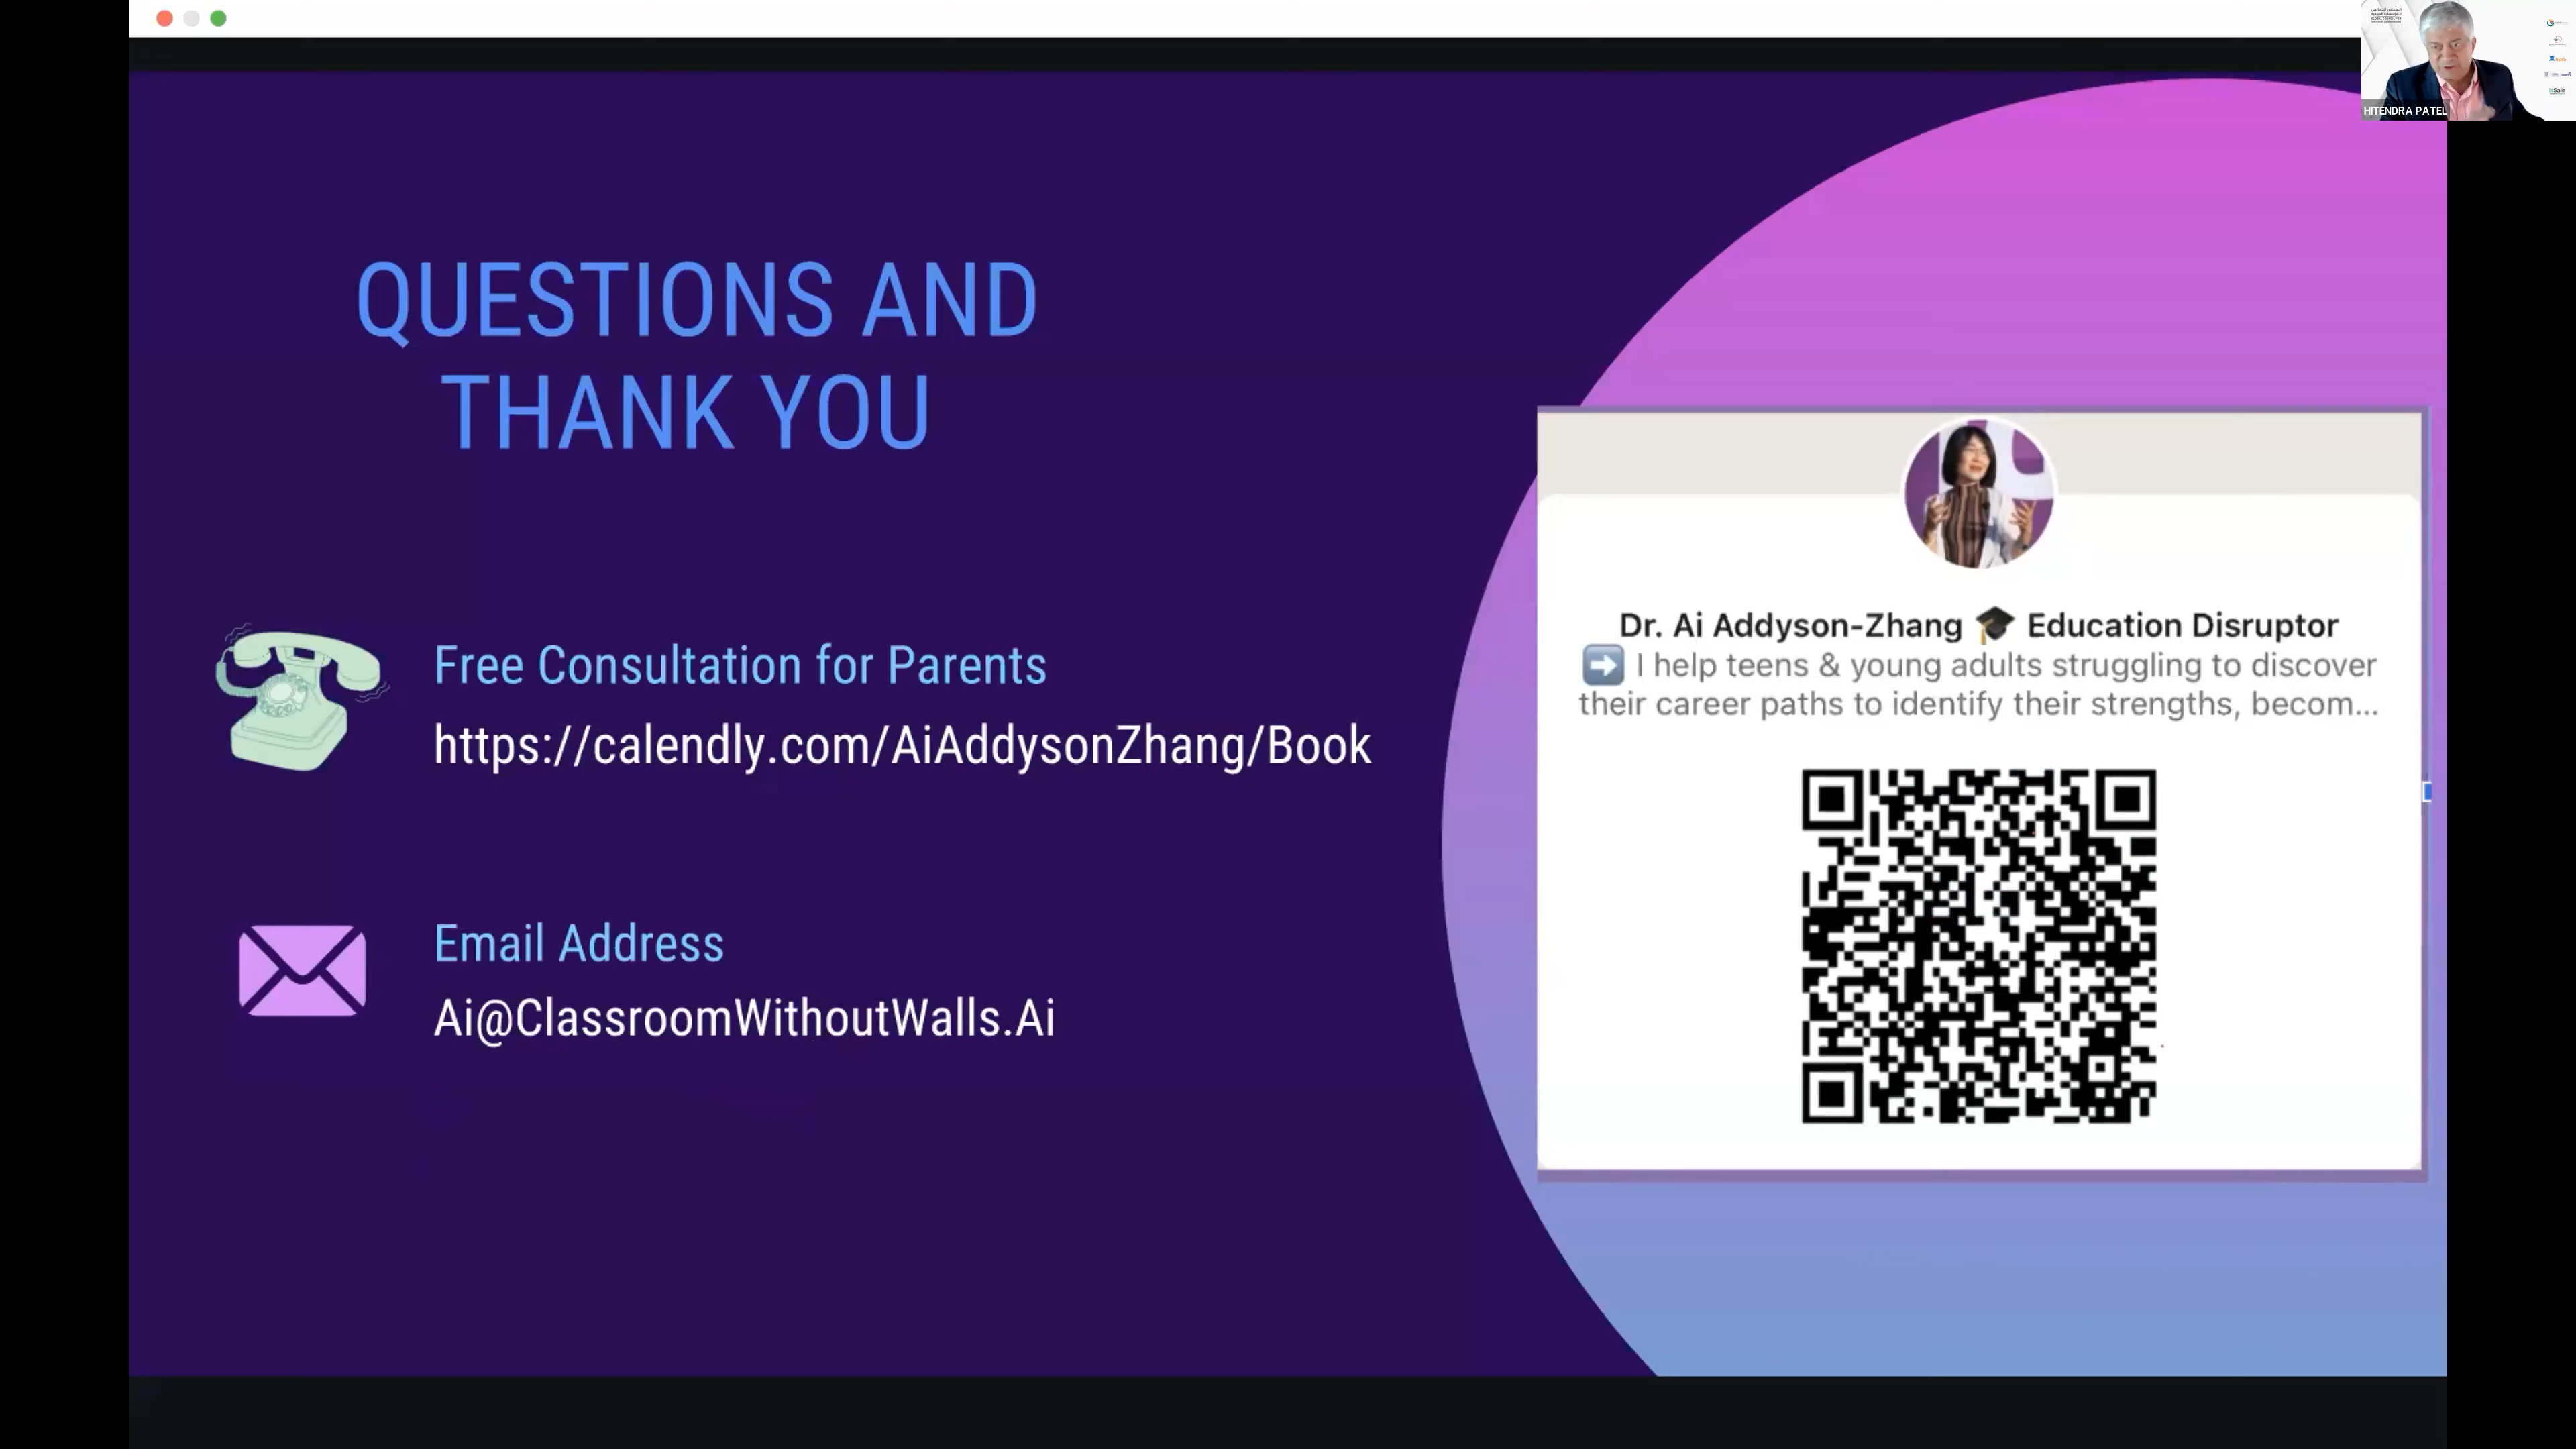 QUESTIONS AND
THANK YOU
Free Consultation for Parents
https://calendly.com/AiAddysonZhang/Book
Email Address
Ai@ClassroomWithoutWalls.Ai
Dr. Ai Addyson-Zhang 🎓 Education Disruptor
➡️ I help teens & young adults struggling to discover
their career paths to identify their strengths, becom...
HITENDRA PATEL